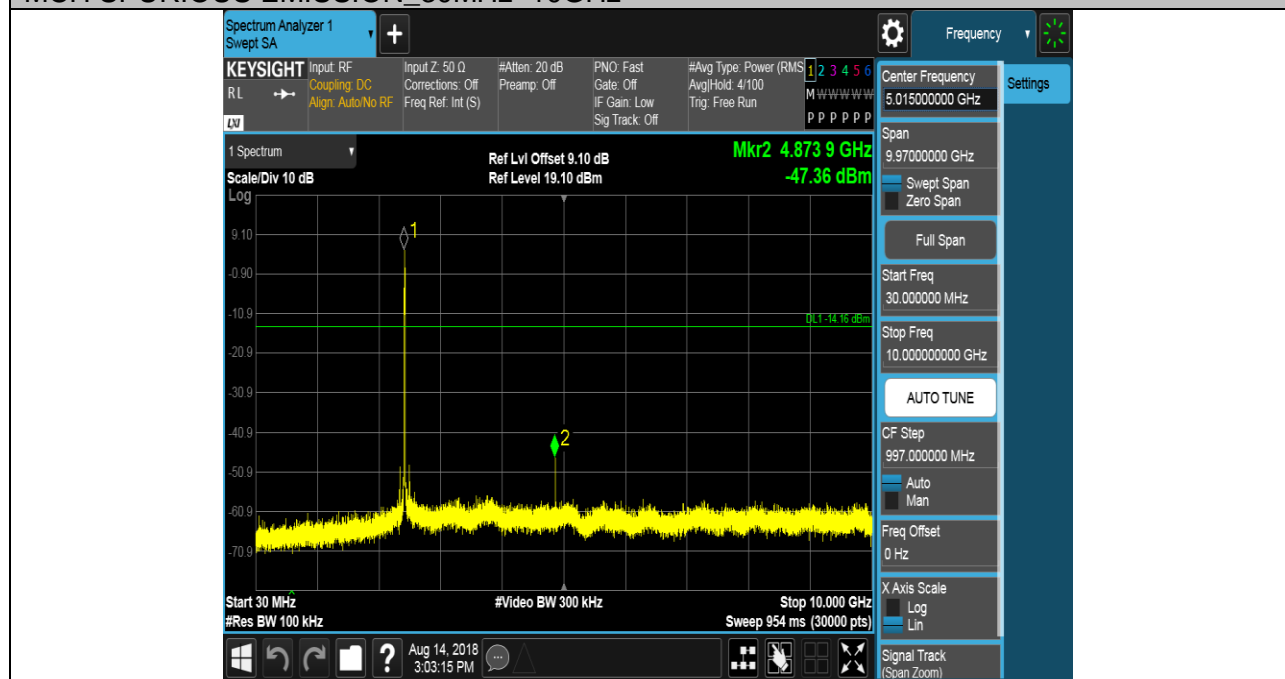 Spectrum Analyzer 1
Swept SA
+
Frequency
KEYSIGHT
RL
LXI
Input: RF
Coupling: DC
Align: Auto/No RF
Input Z: 50 Ω
Corrections: Off
Freq Ref: Int (S)
#Atten: 20 dB
Preamp: Off
PNO: Fast
Gate: Off
IF Gain: Low
Sig Track: Off
#Avg Type: Power (RMS
Avg|Hold: 4/100
Trig: Free Run
1 2 3 4 5 6
M W W W W W
P P P P P P
Center Frequency
5.015000000 GHz
Settings
1 Spectrum
Scale/Div 10 dB
Ref Lvl Offset 9.10 dB
Ref Level 19.10 dBm
Mkr2 4.873 9 GHz
-47.36 dBm
Log
9.10
-0.90
-10.9
-20.9
-30.9
-40.9
-50.9
-60.9
-70.9
1
2
DL1 -14.16 dBm
Start 30 MHz
#Res BW 100 kHz
#Video BW 300 kHz
Stop 10.000 GHz
Sweep 954 ms (30000 pts)
Span
9.97000000 GHz
Swept Span
Zero Span
Full Span
Start Freq
30.000000 MHz
Stop Freq
10.000000000 GHz
AUTO TUNE
CF Step
997.000000 MHz
Auto
Man
Freq Offset
0 Hz
X Axis Scale
Log
Lin
Signal Track
(Span Zoom)
?
Aug 14, 2018
3:03:15 PM